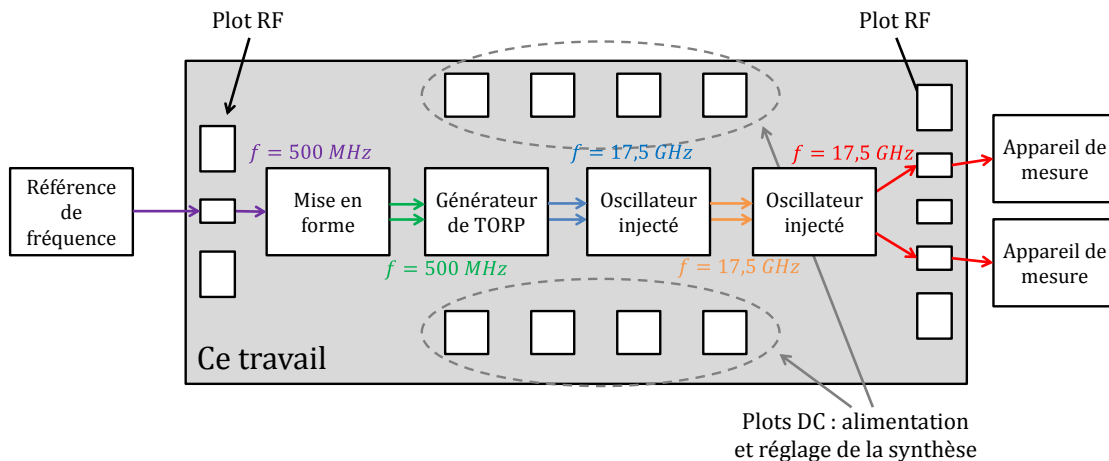 Plot RF
Plot RF
f = 500 MHz
f = 17,5 GHz
f = 17,5 GHz
Référence
de
fréquence
Mise en
forme
Générateur
de TORP
Oscillateur
injecté
Oscillateur
injecté
Appareil de
mesure
Appareil de
mesure
f = 500 MHz
f = 17,5 GHz
Ce travail
Plots DC : alimentation
et réglage de la synthèse